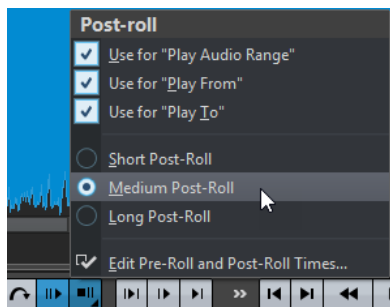 Post-roll
Use for "Play Audio Range"
Use for "Play From"
Use for "Play To"
Short Post-Roll
Medium Post-Roll
Long Post-Roll
Edit Pre-Roll and Post-Roll Times...